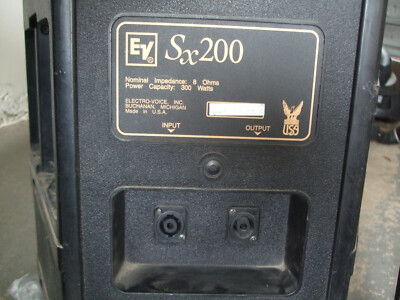 EV® Sx200
Nominal Impedance: 8 Ohms
Power Capacity: 300 Watts
ELECTRO-VOICE, INC.
BUCHANAN, MICHIGAN
Made in U.S.A.
INPUT OUTPUT
USS